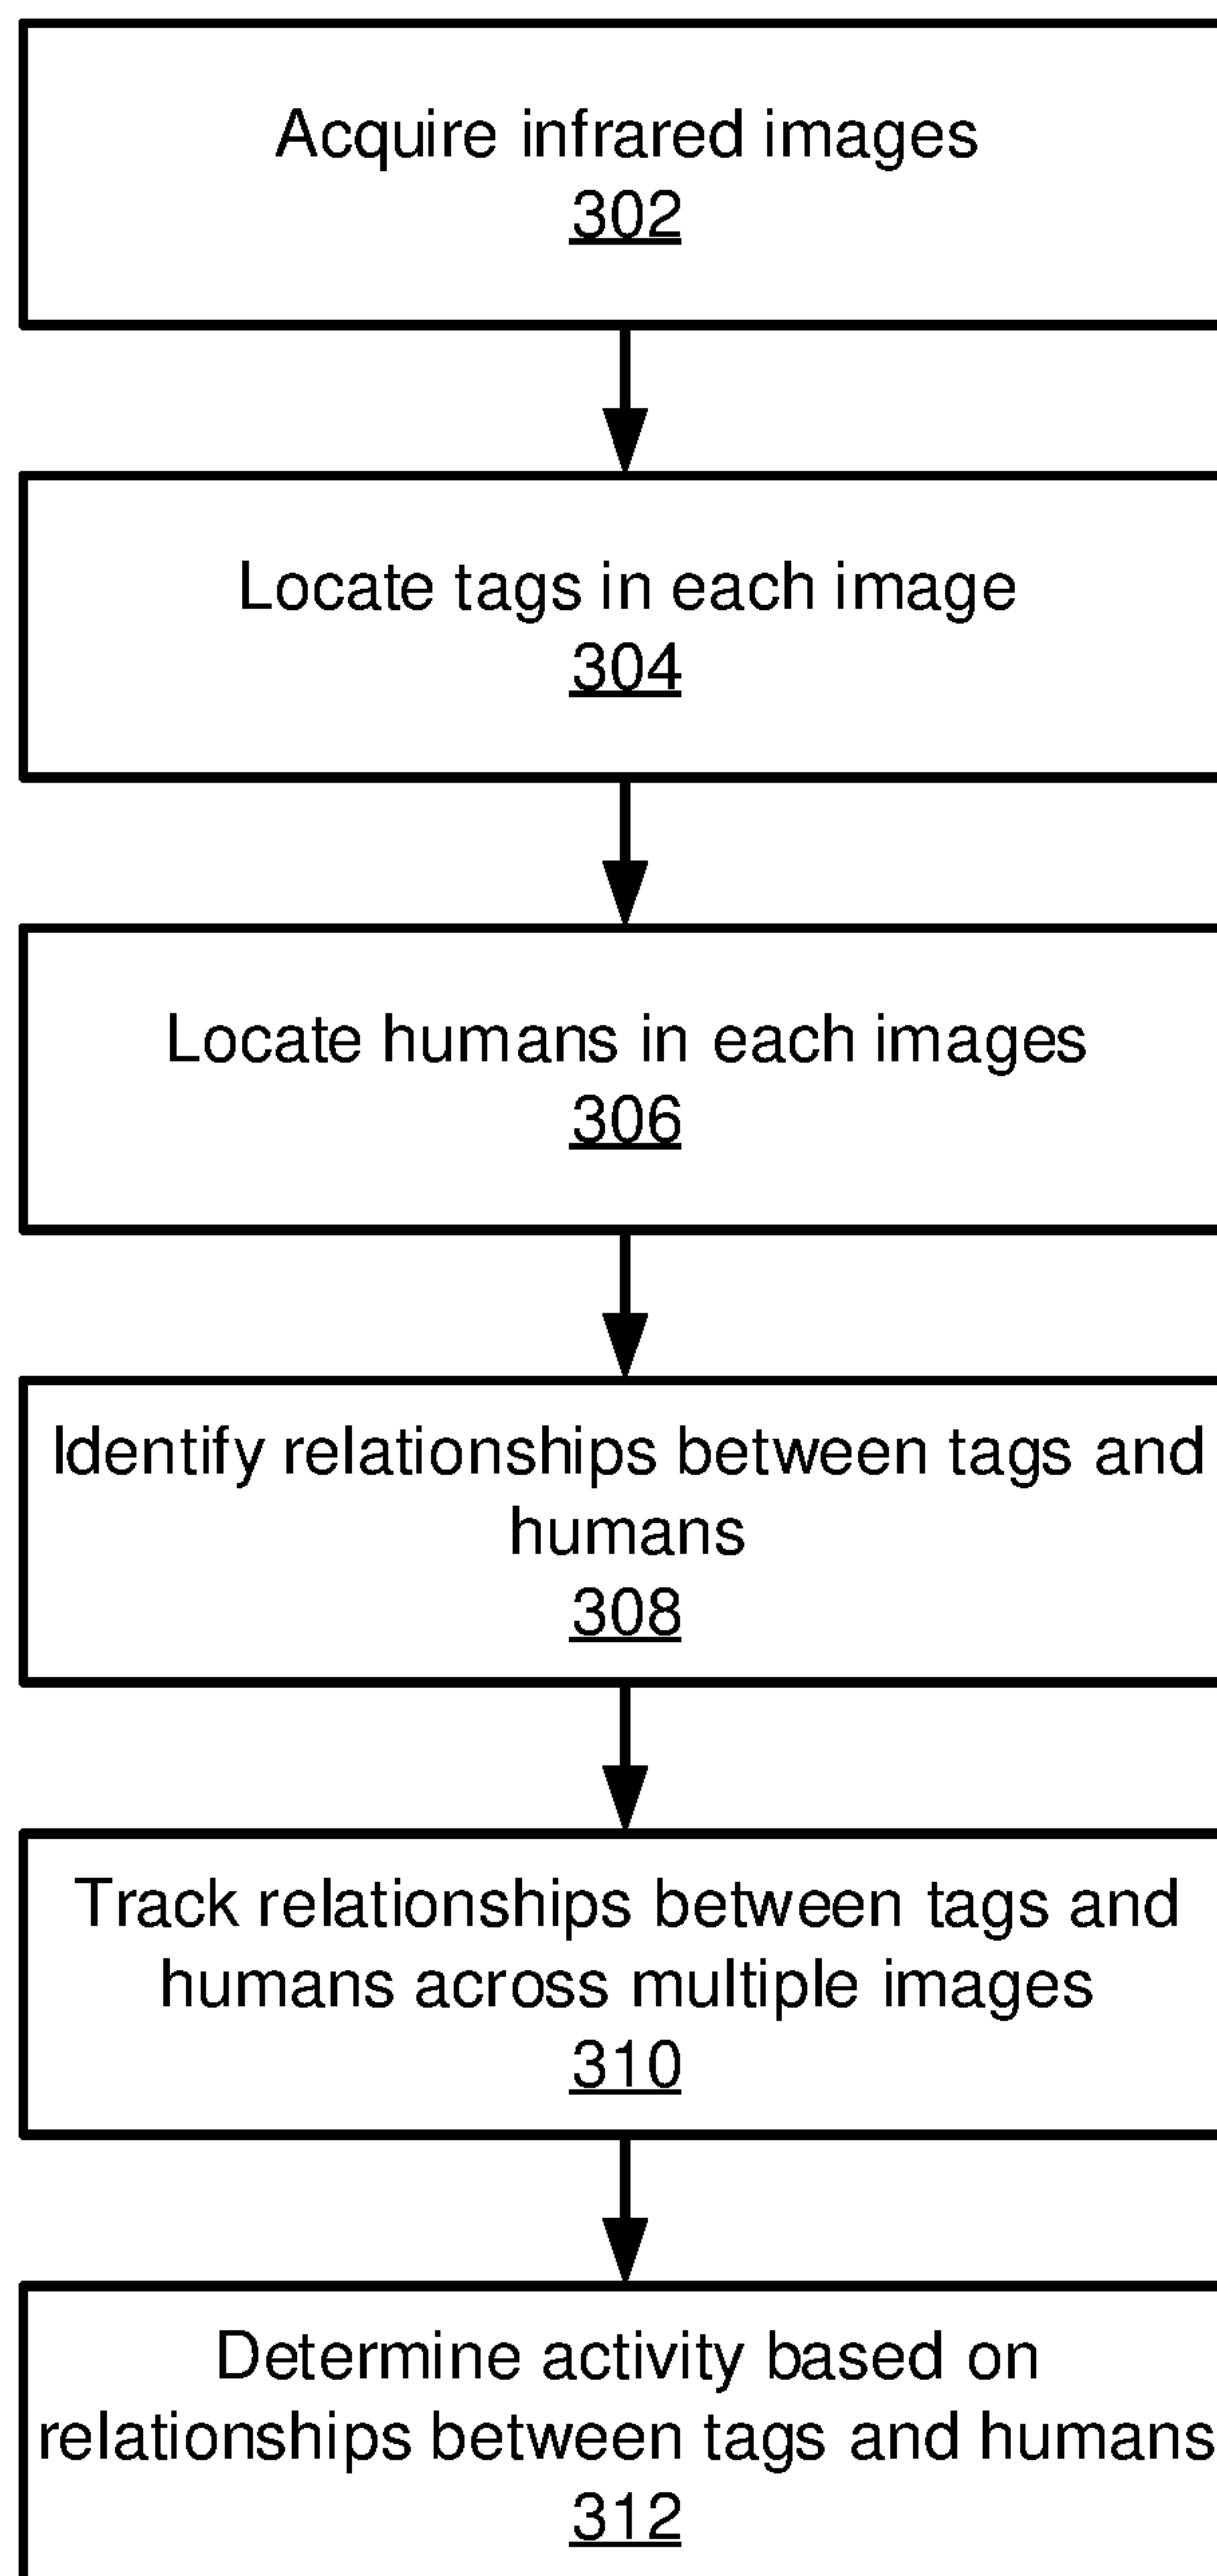 Acquire infrared images
302
Locate tags in each image
304
Locate humans in each images
306
Identify relationships between tags and
humans
308
Track relationships between tags and
humans across multiple images
310
Determine activity based on
relationships between tags and humans
312